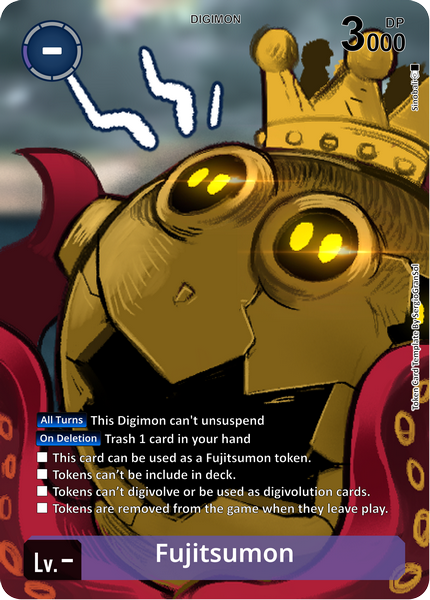 DIGIMON
-
DP
3000
All Turns This Digimon can't unsuspend
On Deletion Trash 1 card in your hand
This card can be used as a Fujitsumon token.
Tokens can't be include in deck.
Tokens can't digivolve or be used as digivolution cards.
Tokens are removed from the game when they leave play.
Token Card Template By SergioGranSol
Lv.-
Fujitsumon